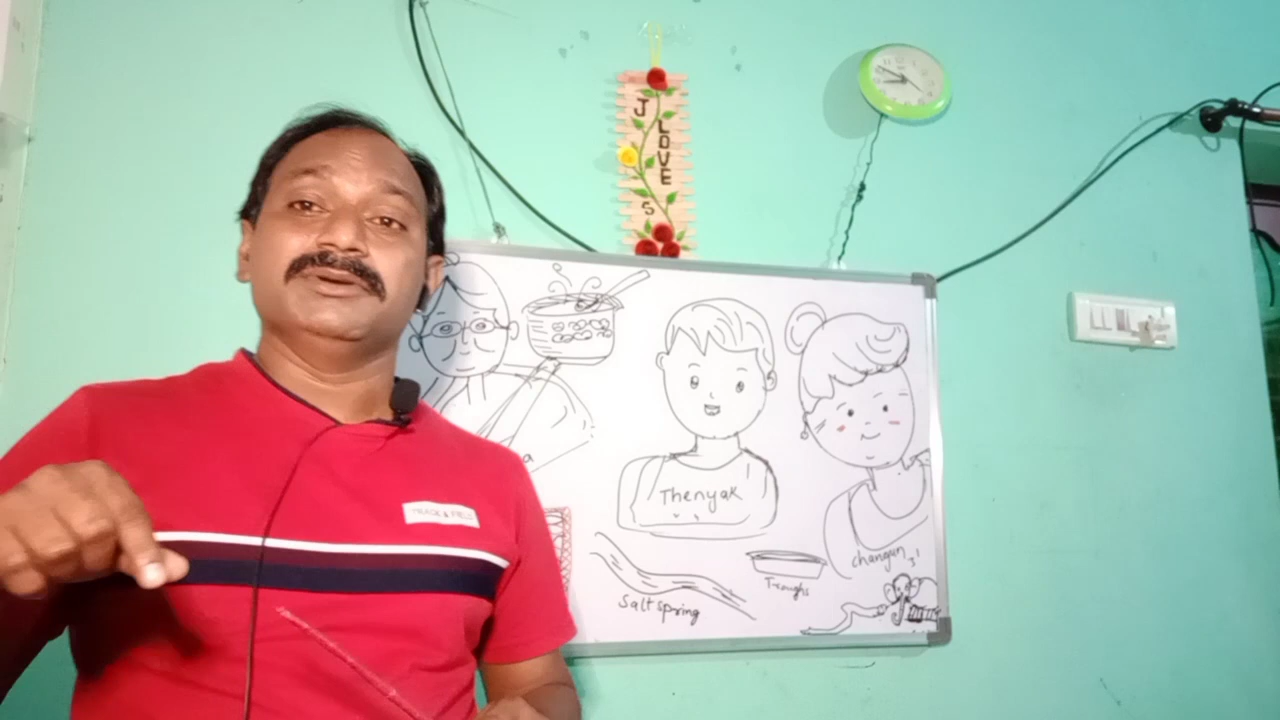 J
LOVE
S
TRACK & FIELD
Thenyak
changun
Troughs
Salt spring